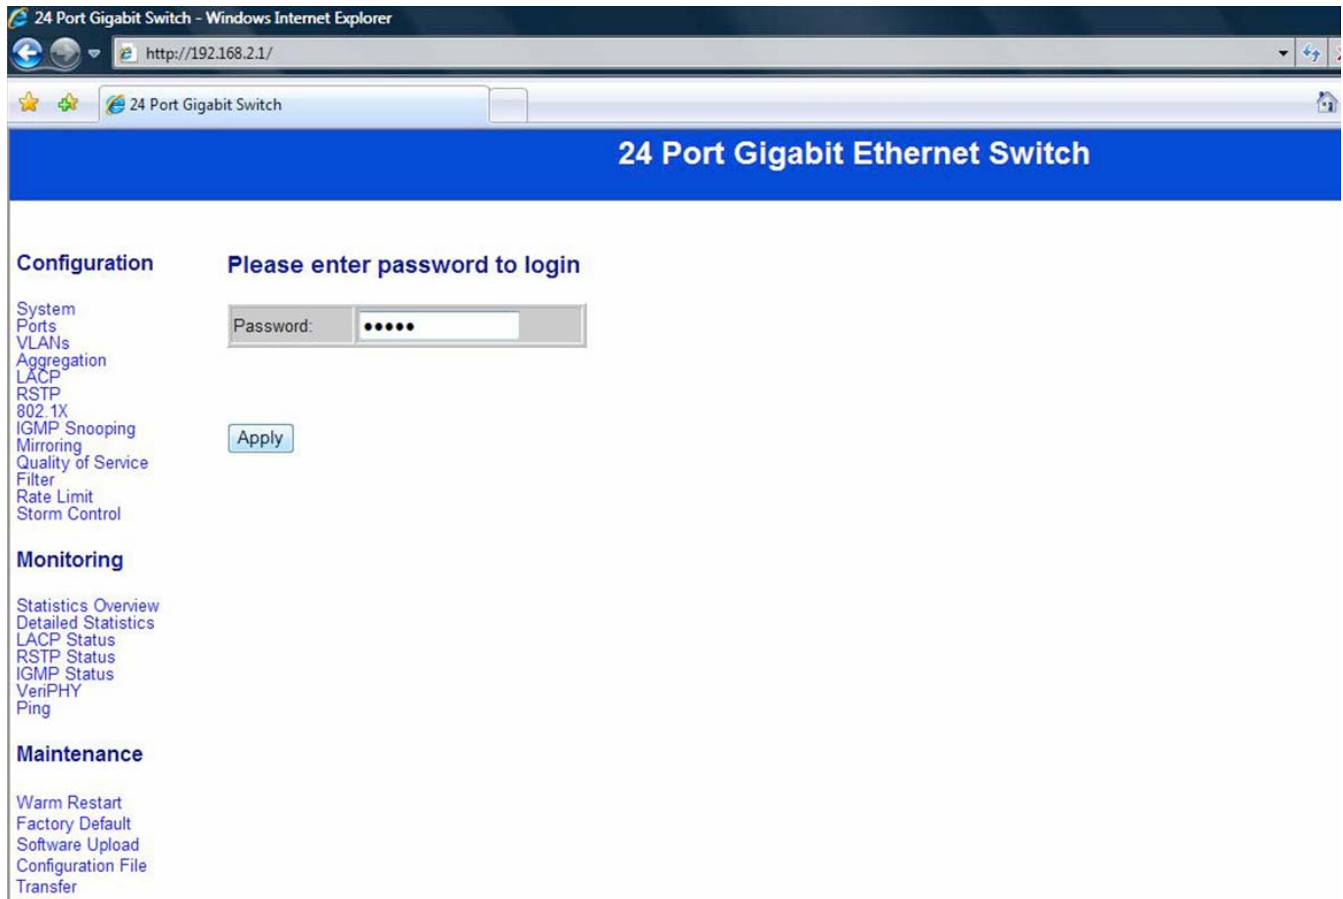 24 Port Gigabit Switch - Windows Internet Explorer
http://192.168.2.1/
24 Port Gigabit Switch
24 Port Gigabit Ethernet Switch
Configuration
System
Ports
VLANs
Aggregation
LACP
RSTP
802.1X
IGMP Snooping
Mirroring
Quality of Service
Filter
Rate Limit
Storm Control
Monitoring
Statistics Overview
Detailed Statistics
LACP Status
RSTP Status
IGMP Status
VeriPHY
Ping
Maintenance
Warm Restart
Factory Default
Software Upload
Configuration File
Transfer
Please enter password to login
Password: •••••
Apply